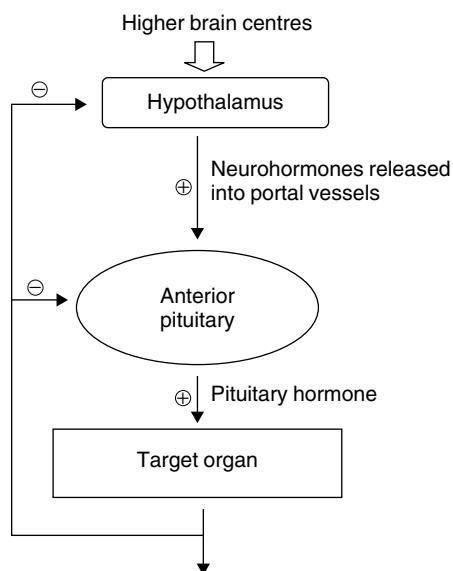 Higher brain centres
⊖
Hypothalamus
⊕
Neurohormones released
into portal vessels
⊖
Anterior
pituitary
⊕
Pituitary hormone
Target organ